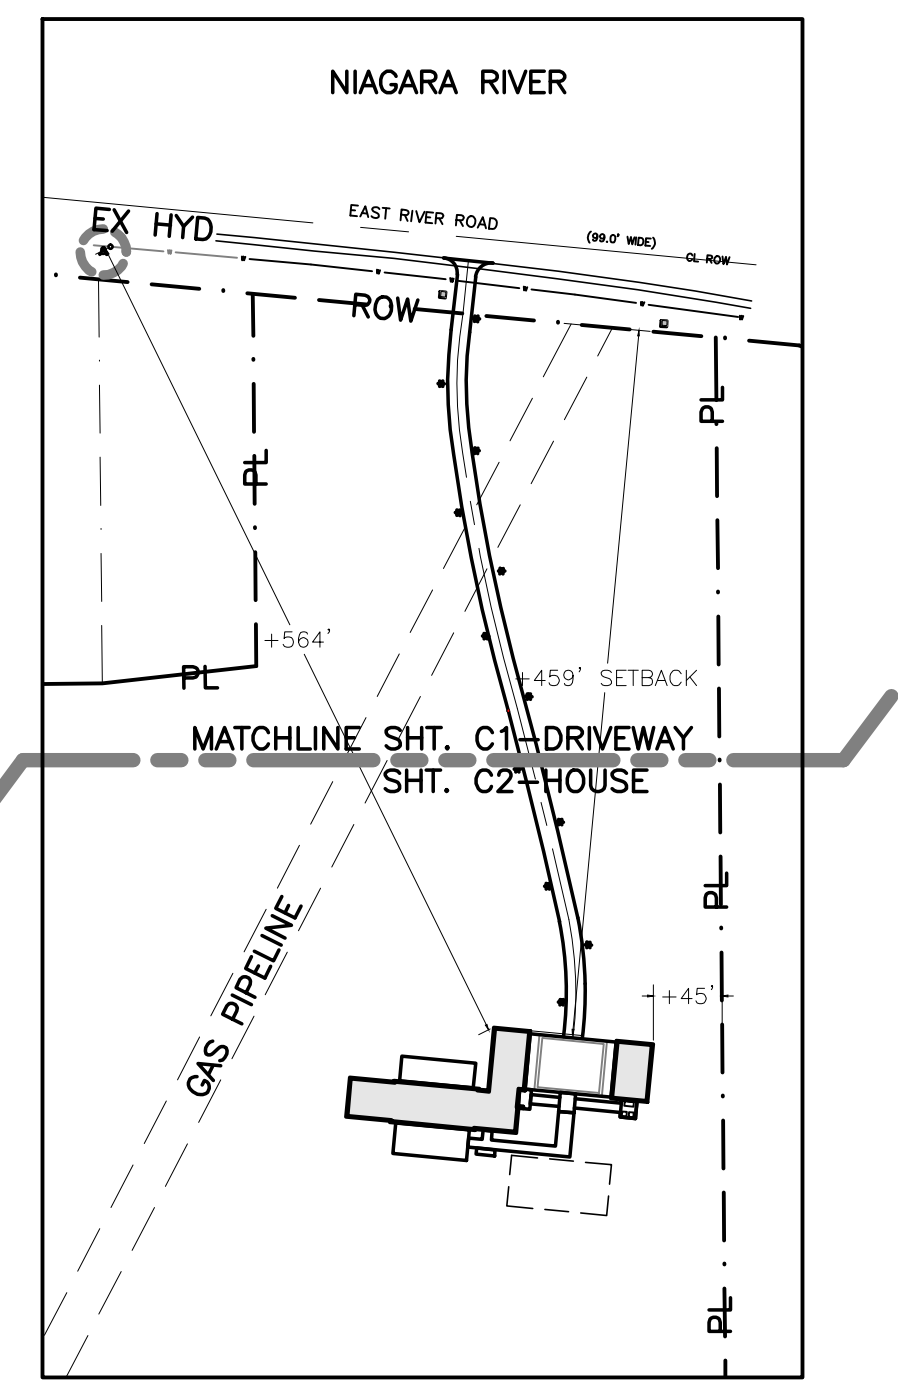 NIAGARA RIVER
EAST RIVER ROAD
EX HYD
(99.0' WIDE)
CL ROW
ROW
PL
PL
+564'
PL
+459' SETBACK
MATCHLINE SHT. C1-DRIVEWAY
SHT. C2-HOUSE
PL
GAS PIPELINE
+45'
PL